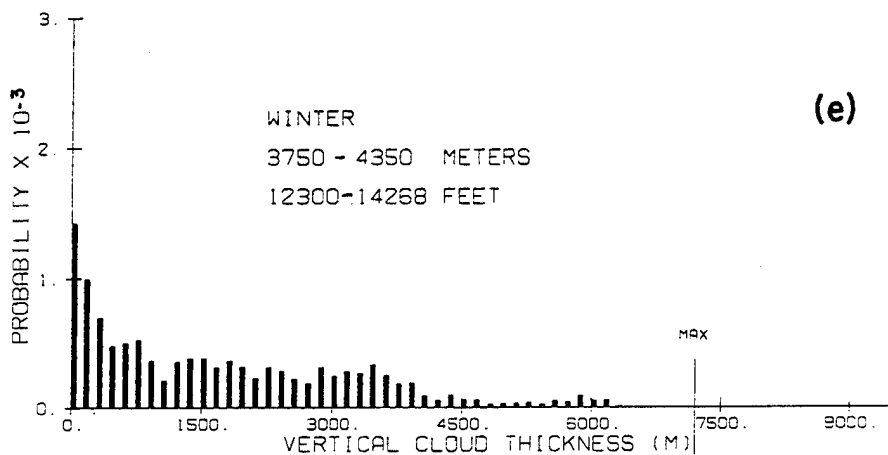 3.
(e)
WINTER
2.
3750 - 4350 METERS
12300-14268 FEET
PROBABILITY X 10-3
1.
MAX
0.
0. 1500. 3000. 4500. 6000. 7500. 9000.
VERTICAL CLOUD THICKNESS (M)